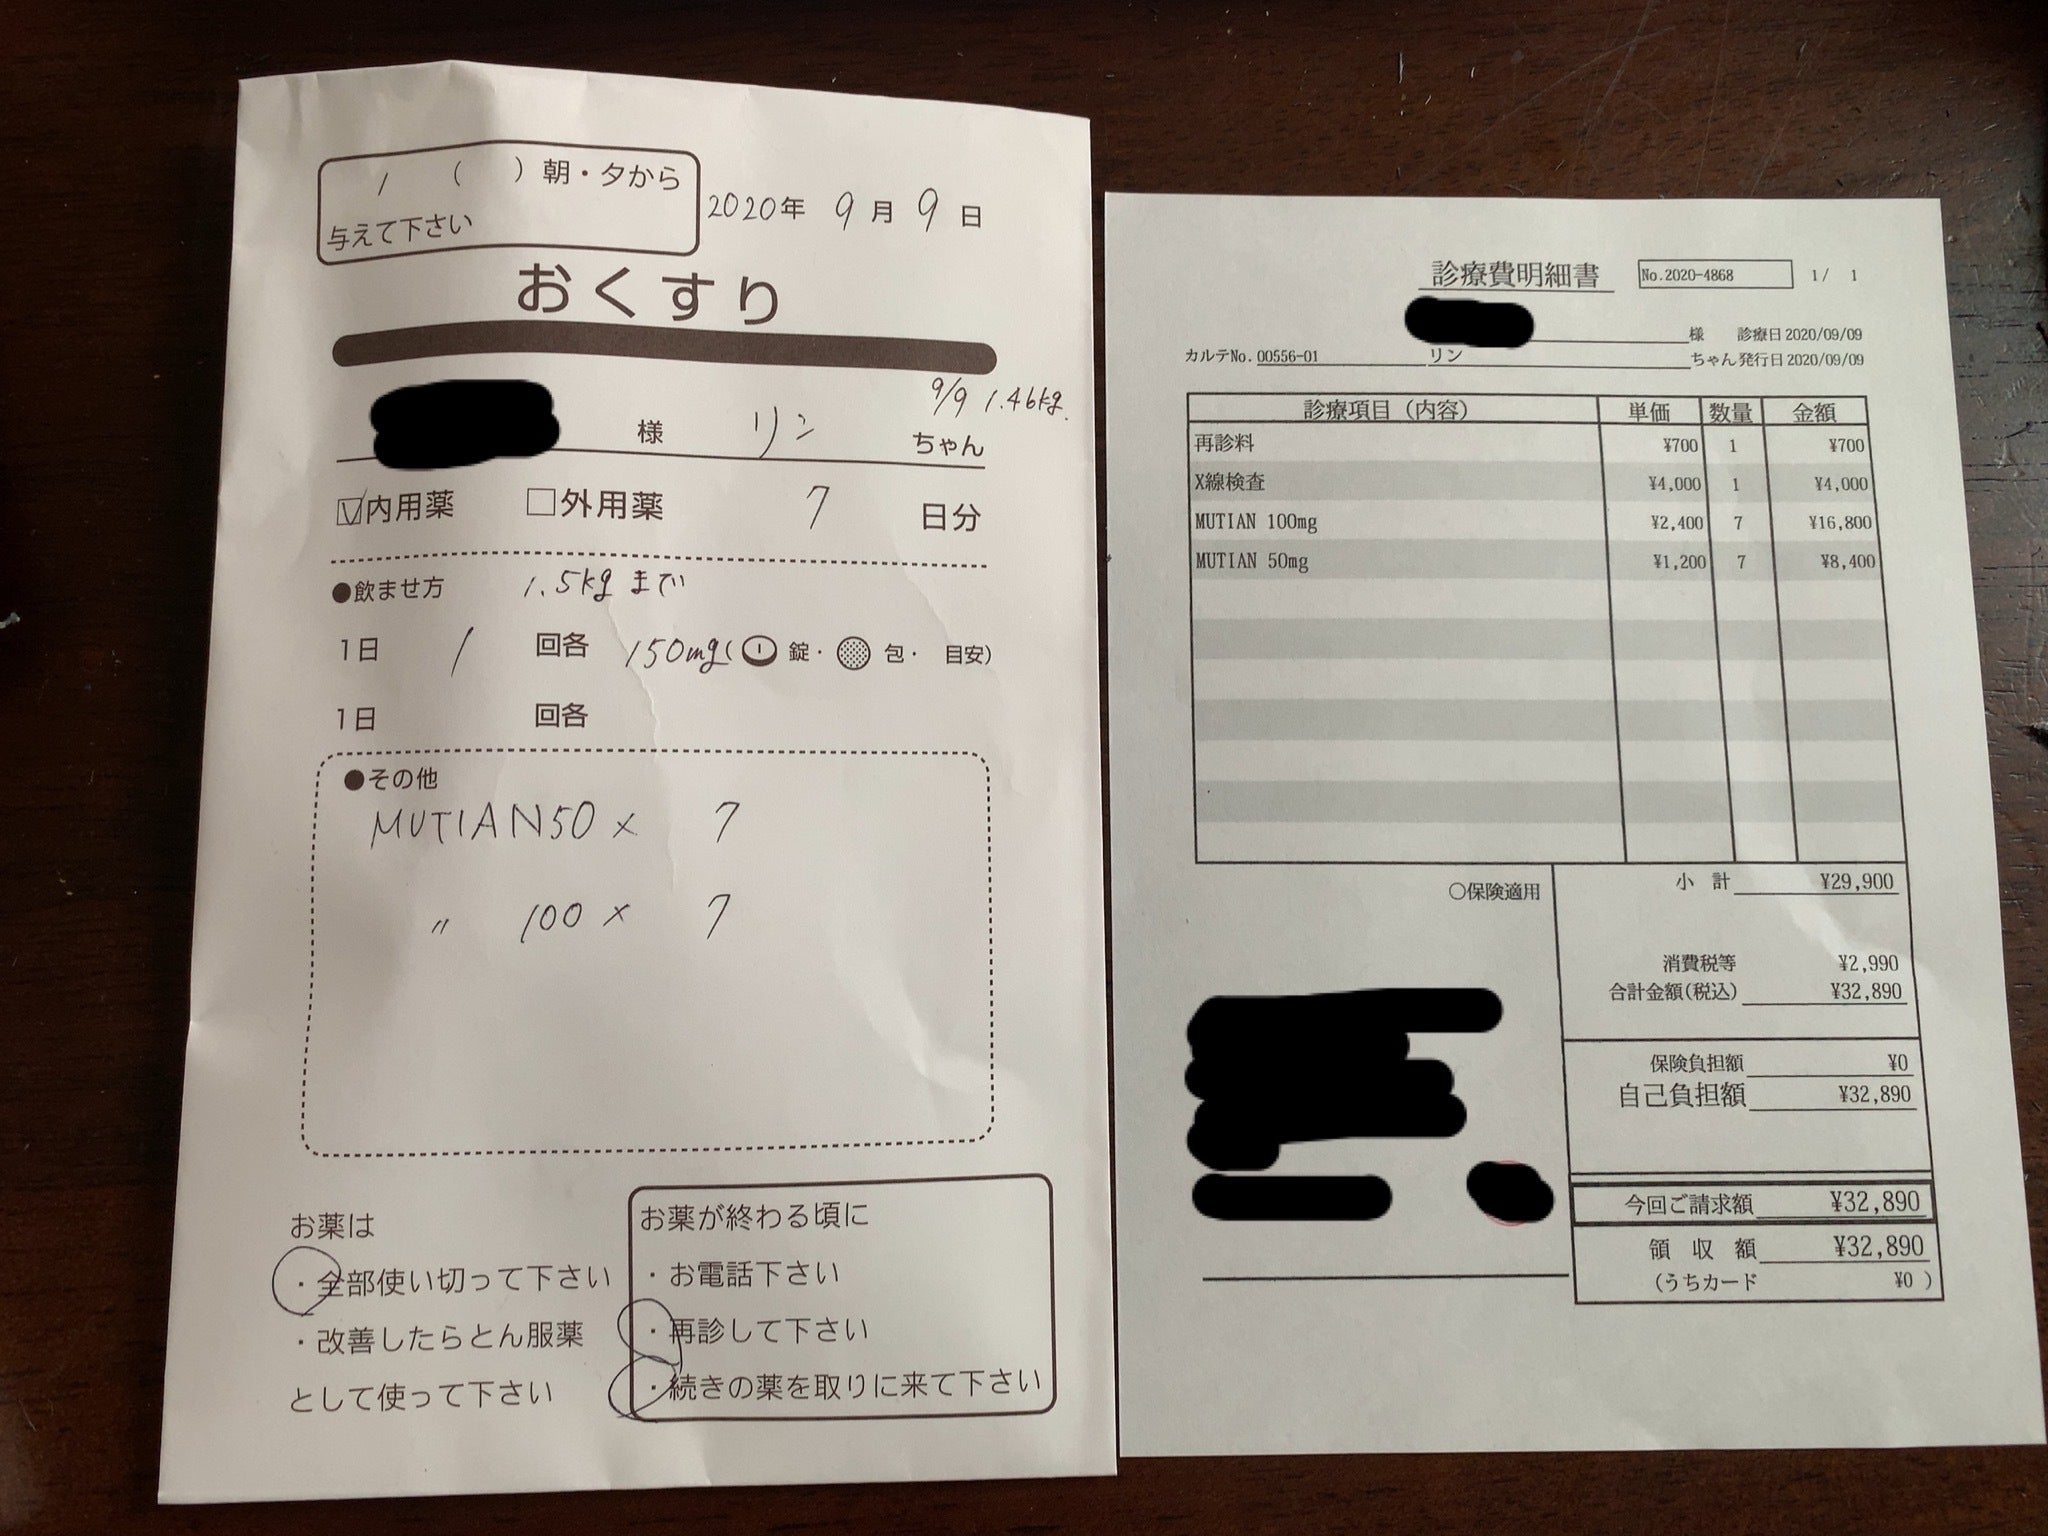 / ( ) 朝・夕から
与えて下さい
2020年 9月 9日
おくすり
9/9 1.46kg.
様 リン ちゃん
☑内用薬 □外用薬 7 日分
●飲ませ方 1.5kgまで
1日 1 回各 150mg( 錠・ 包・ 目安)
1日 回各
●その他
MUTIAN50 × 7
〃 100 × 7
お薬は
・全部使い切って下さい
・改善したらとん服薬
として使って下さい
お薬が終わる頃に
・お電話下さい
・再診して下さい
・続きの薬を取りに来て下さい
診療費明細書 No.2020-4868 1/ 1
様 診療日 2020/09/09
カルテNo. 00556-01 リン ちゃん 発行日 2020/09/09
診療項目（内容） 単価 数量 金額
再診料 ¥700 1 ¥700
X線検査 ¥4,000 1 ¥4,000
MUTIAN 100mg ¥2,400 7 ¥16,800
MUTIAN 50mg ¥1,200 7 ¥8,400
○保険適用
小 計 ¥29,900
消費税等 ¥2,990
合計金額(税込) ¥32,890
保険負担額 ¥0
自己負担額 ¥32,890
今回ご請求額 ¥32,890
領 収 額 ¥32,890
(うちカード ¥0 )